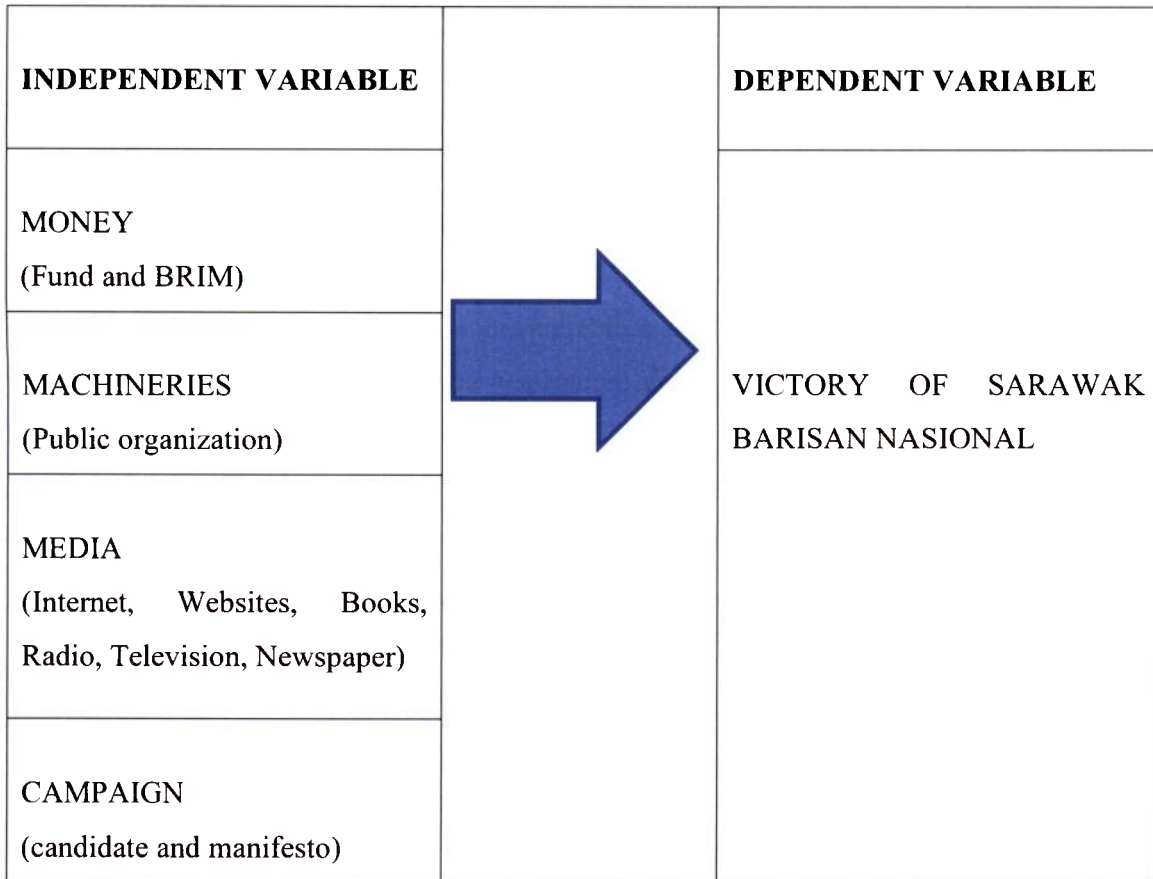 INDEPENDENT VARIABLE
DEPENDENT VARIABLE
MONEY
(Fund and BRIM)
MACHINERIES
(Public organization)
MEDIA
(Internet, Websites, Books,
Radio, Television, Newspaper)
CAMPAIGN
(candidate and manifesto)
VICTORY OF SARAWAK
BARISAN NASIONAL